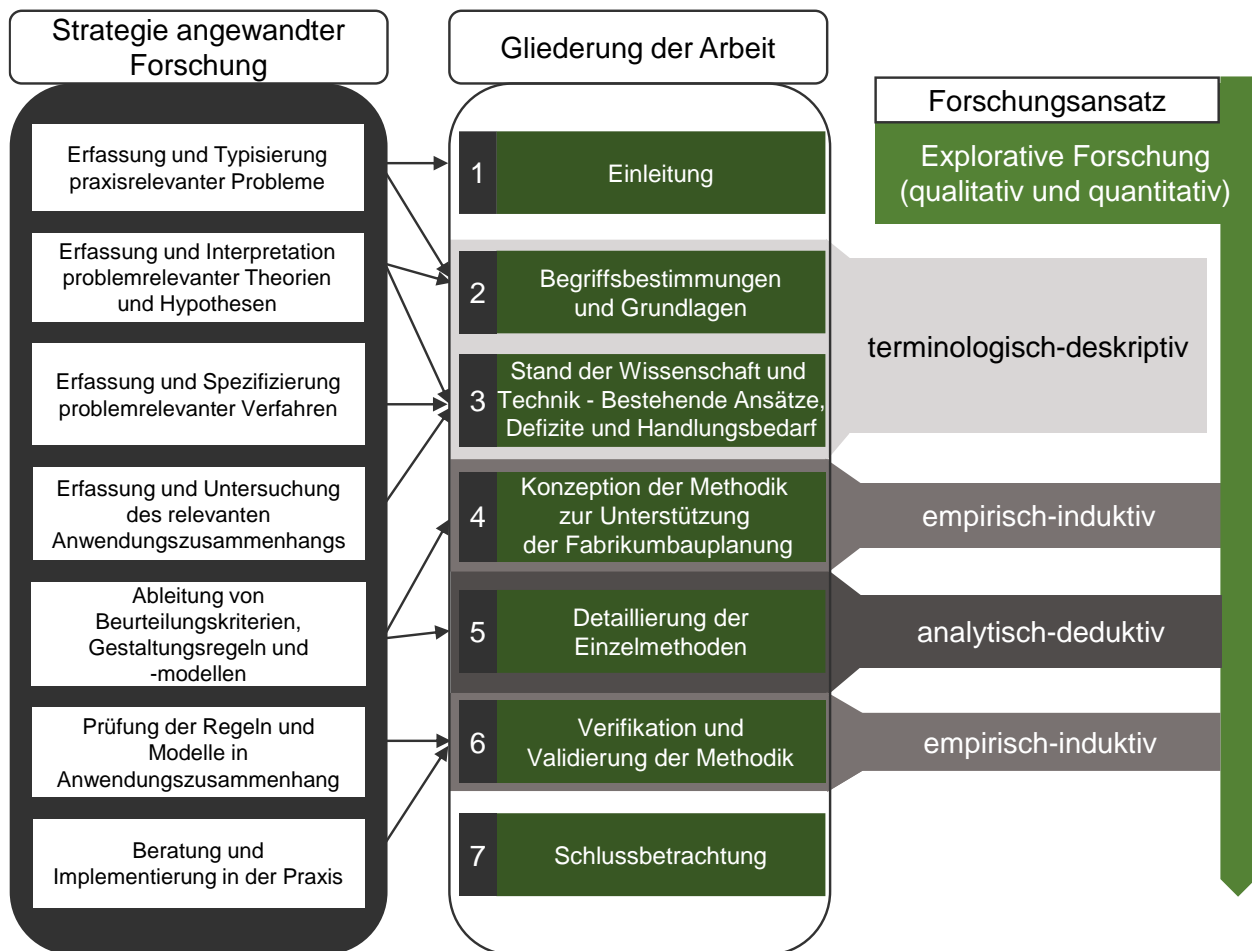 Strategie angewandter
Forschung
Erfassung und Typisierung
praxisrelevanter Probleme
Erfassung und Interpretation
problemrelevanter Theorien
und Hypothesen
Erfassung und Spezifizierung
problemrelevanter Verfahren
Erfassung und Untersuchung
des relevanten
Anwendungszusammenhangs
Ableitung von
Beurteilungskriterien,
Gestaltungsregeln und
-modellen
Prüfung der Regeln und
Modelle in
Anwendungszusammenhang
Beratung und
Implementierung in der Praxis
Gliederung der Arbeit
1
Einleitung
2
Begriffsbestimmungen
und Grundlagen
3
Stand der Wissenschaft und
Technik - Bestehende Ansätze,
Defizite und Handlungsbedarf
4
Konzeption der Methodik
zur Unterstützung
der Fabrikumbauplanung
5
Detaillierung der
Einzelmethoden
6
Verifikation und
Validierung der Methodik
7
Schlussbetrachtung
Forschungsansatz
Explorative Forschung
(qualitativ und quantitativ)
terminologisch-deskriptiv
empirisch-induktiv
analytisch-deduktiv
empirisch-induktiv